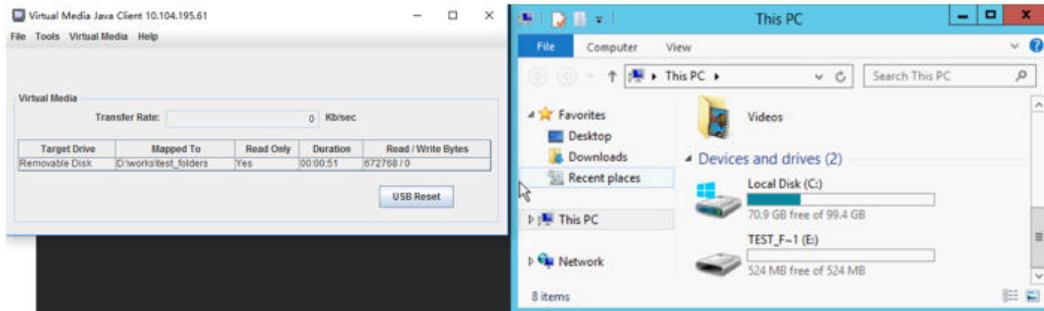 Virtual Media Java Client 10.104.195.61
File Tools Virtual Media Help
Virtual Media
Transfer Rate: 0 Kb/sec
Target Drive Mapped To Read Only Duration Read / Write Bytes
Removable Disk D:\works\test_folders Yes 00:00:51 672768 / 0
USB Reset
This PC
File Computer View
This PC Search This PC
Favorites
Desktop
Downloads
Recent places
This PC
Network
Videos
Devices and drives (2)
Local Disk (C:)
70.9 GB free of 99.4 GB
TEST_F~1 (E:)
524 MB free of 524 MB
8 items